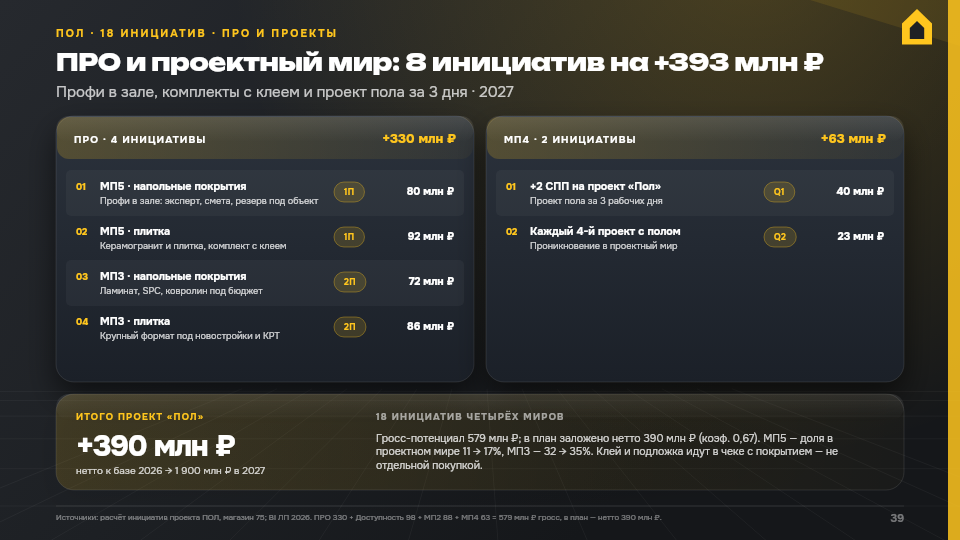 ПОЛ · 18 ИНИЦИАТИВ · ПРО И ПРОЕКТЫ
ПРО и проектный мир: 8 инициатив на +393 млн ₽
Профи в зале, комплекты с клеем и проект пола за 3 дня · 2027
ПРО · 4 ИНИЦИАТИВЫ +330 млн ₽
01 МП5 · напольные покрытия 1П 80 млн ₽
Профи в зале: эксперт, смета, резерв под объект
02 МП5 · плитка 1П 92 млн ₽
Керамогранит и плитка, комплект с клеем
03 МП3 · напольные покрытия 2П 72 млн ₽
Ламинат, SPC, ковролин под бюджет
04 МП3 · плитка 2П 86 млн ₽
Крупный формат под новостройки и КРТ
МП4 · 2 ИНИЦИАТИВЫ +63 млн ₽
01 +2 СПП на проект «Пол» Q1 40 млн ₽
Проект пола за 3 рабочих дня
02 Каждый 4-й проект с полом Q2 23 млн ₽
Проникновение в проектный мир
ИТОГО ПРОЕКТ «ПОЛ»
+390 млн ₽
нетто к базе 2026 → 1 900 млн ₽ в 2027
18 ИНИЦИАТИВ ЧЕТЫРЁХ МИРОВ
Гросс-потенциал 579 млн ₽; в план заложено нетто 390 млн ₽ (коэф. 0,67). МП5 — доля в
проектном мире 11 → 17%, МП3 — 32 → 35%. Клей и подложка идут в чеке с покрытием — не
отдельной покупкой.
Источники: расчёт инициатив проекта ПОЛ, магазин 75; BI ЛП 2026. ПРО 330 + Доступность 98 + МП2 88 + МП4 63 = 579 млн ₽ гросс, в план — нетто 390 млн ₽.
39